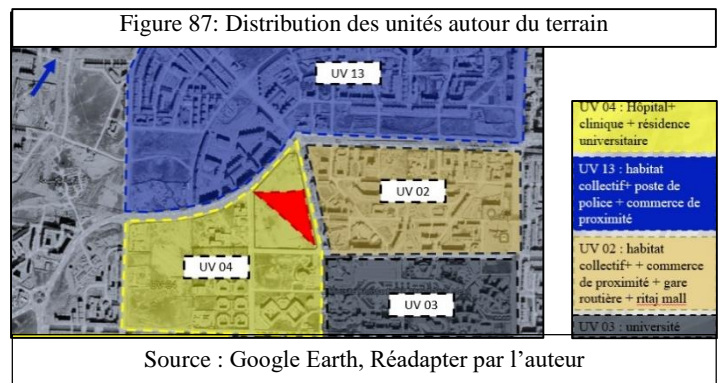 Figure 87: Distribution des unités autour du terrain
UV 13
UV 02
UV 04
UV 03
UV 04 : Hôpital+
clinique + résidence
universitaire
UV 13 : habitat
collectif+ poste de
police + commerce de
proximité
UV 02 : habitat
collectif+ + commerce
de proximité + gare
routière + ritaj mall
UV 03 : université
Source : Google Earth, Réadapter par l’auteur